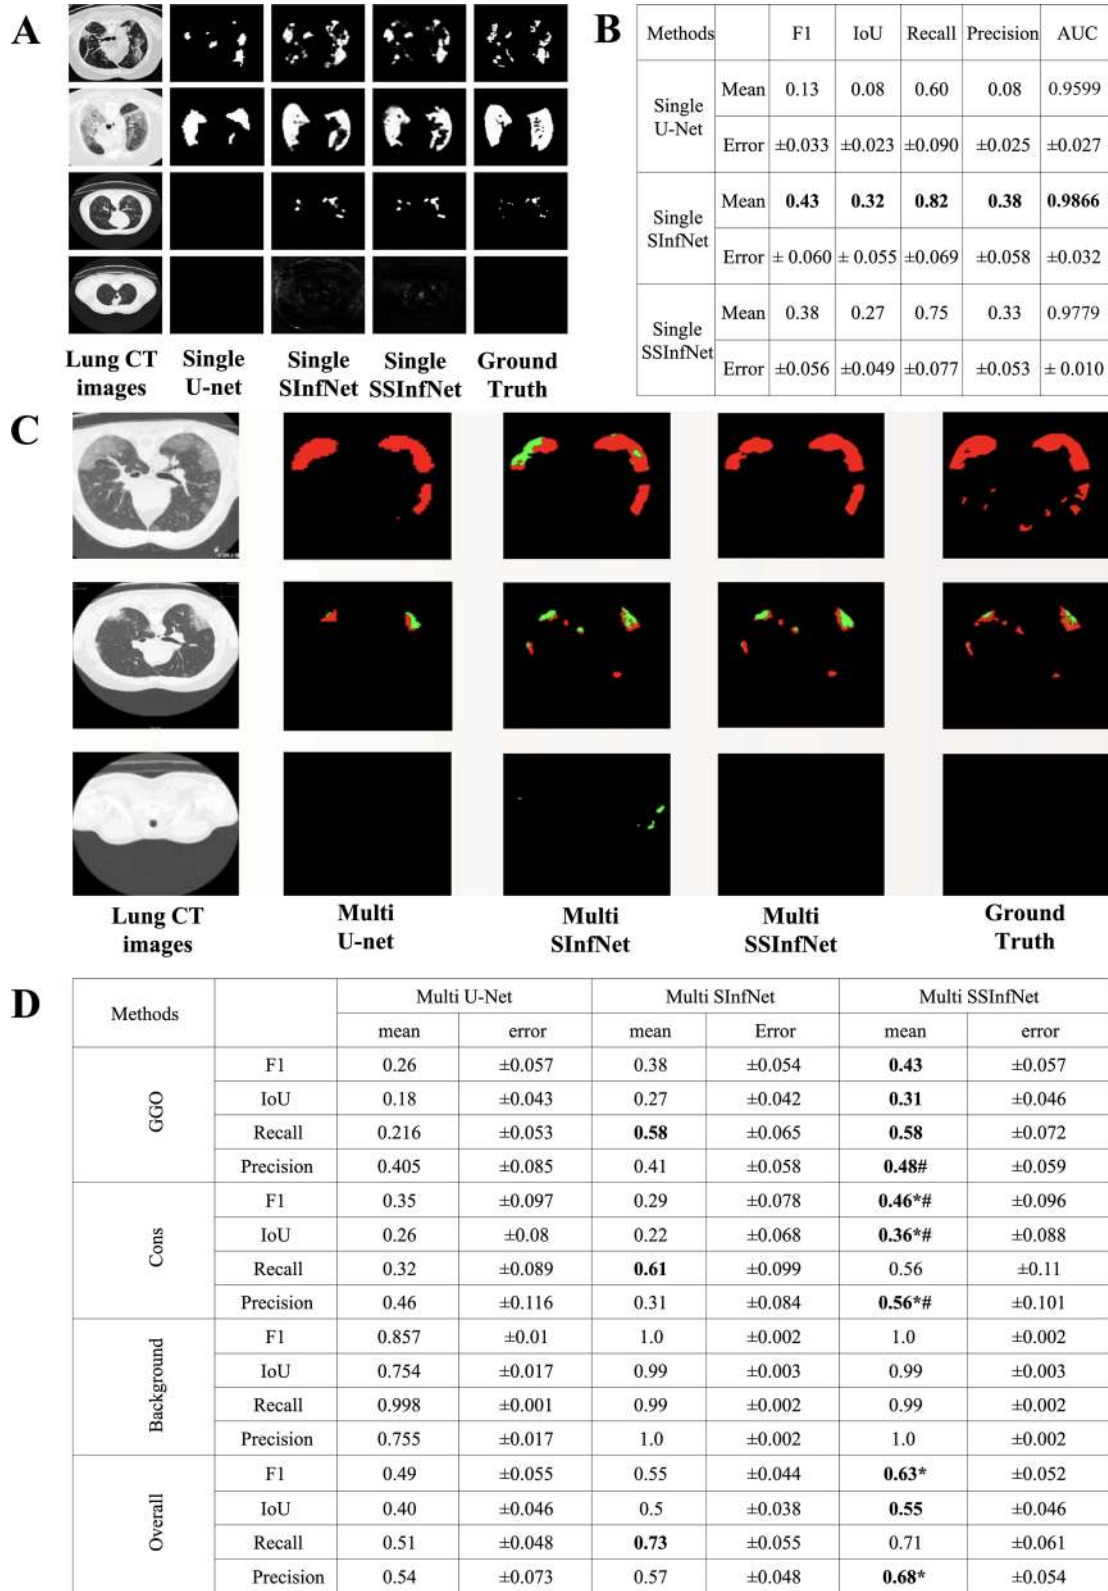 A
Lung CT
images
Single
U-net
Single
SInfNet
Single
SSInfNet
Ground
Truth
B
Methods F1 IoU Recall Precision AUC
Single
U-Net
Mean 0.13 0.08 0.60 0.08 0.9599
Error ±0.033 ±0.023 ±0.090 ±0.025 ±0.027
Single
SInfNet
Mean 0.43 0.32 0.82 0.38 0.9866
Error ± 0.060 ± 0.055 ±0.069 ±0.058 ±0.032
Single
SSInfNet
Mean 0.38 0.27 0.75 0.33 0.9779
Error ±0.056 ±0.049 ±0.077 ±0.053 ± 0.010
C
Lung CT
images
Multi
U-net
Multi
SInfNet
Multi
SSInfNet
Ground
Truth
D
Methods Multi U-Net Multi SInfNet Multi SSInfNet
mean error mean Error mean error
GGO
F1 0.26 ±0.057 0.38 ±0.054 0.43 ±0.057
IoU 0.18 ±0.043 0.27 ±0.042 0.31 ±0.046
Recall 0.216 ±0.053 0.58 ±0.065 0.58 ±0.072
Precision 0.405 ±0.085 0.41 ±0.058 0.48# ±0.059
Cons
F1 0.35 ±0.097 0.29 ±0.078 0.46*# ±0.096
IoU 0.26 ±0.08 0.22 ±0.068 0.36*# ±0.088
Recall 0.32 ±0.089 0.61 ±0.099 0.56 ±0.11
Precision 0.46 ±0.116 0.31 ±0.084 0.56*# ±0.101
Background
F1 0.857 ±0.01 1.0 ±0.002 1.0 ±0.002
IoU 0.754 ±0.017 0.99 ±0.003 0.99 ±0.003
Recall 0.998 ±0.001 0.99 ±0.002 0.99 ±0.002
Precision 0.755 ±0.017 1.0 ±0.002 1.0 ±0.002
Overall
F1 0.49 ±0.055 0.55 ±0.044 0.63* ±0.052
IoU 0.40 ±0.046 0.5 ±0.038 0.55 ±0.046
Recall 0.51 ±0.048 0.73 ±0.055 0.71 ±0.061
Precision 0.54 ±0.073 0.57 ±0.048 0.68* ±0.054